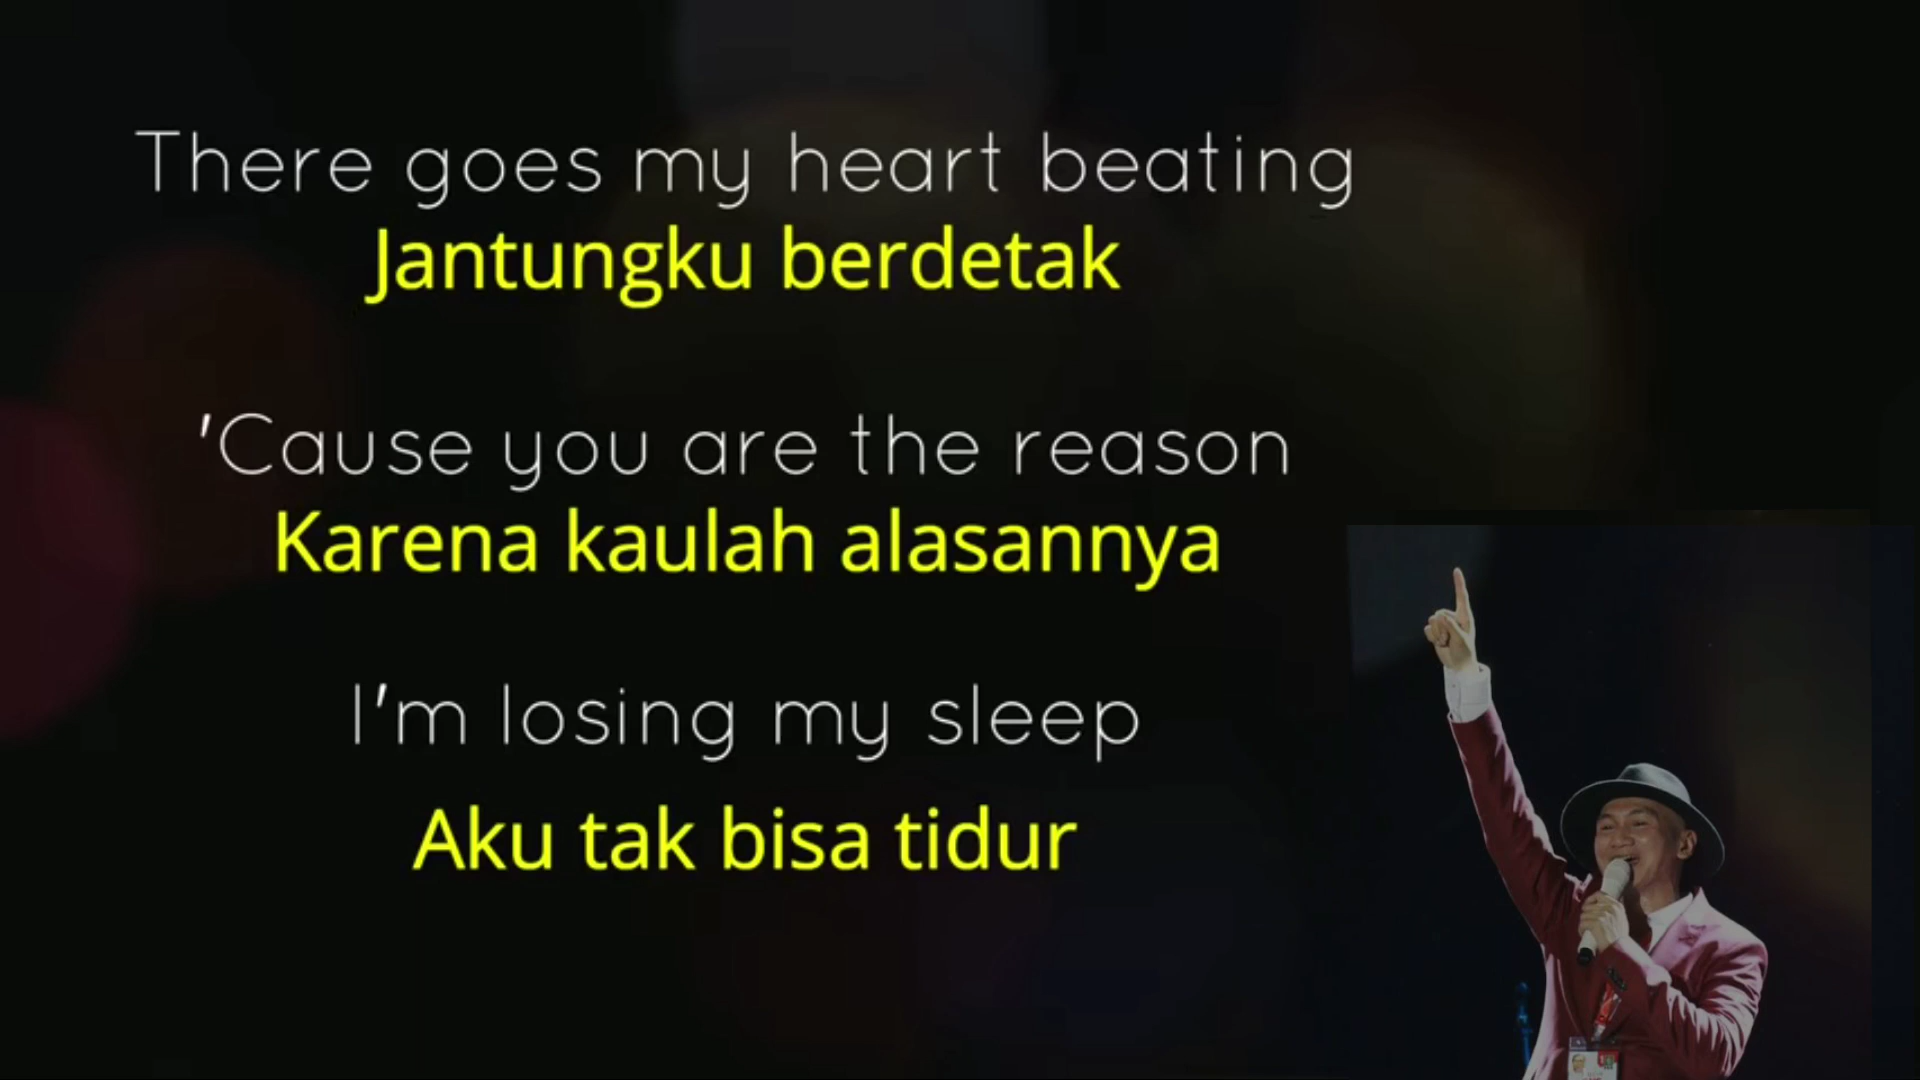 There goes my heart beating
Jantungku berdetak
'Cause you are the reason
Karena kaulah alasannya
I'm losing my sleep
Aku tak bisa tidur